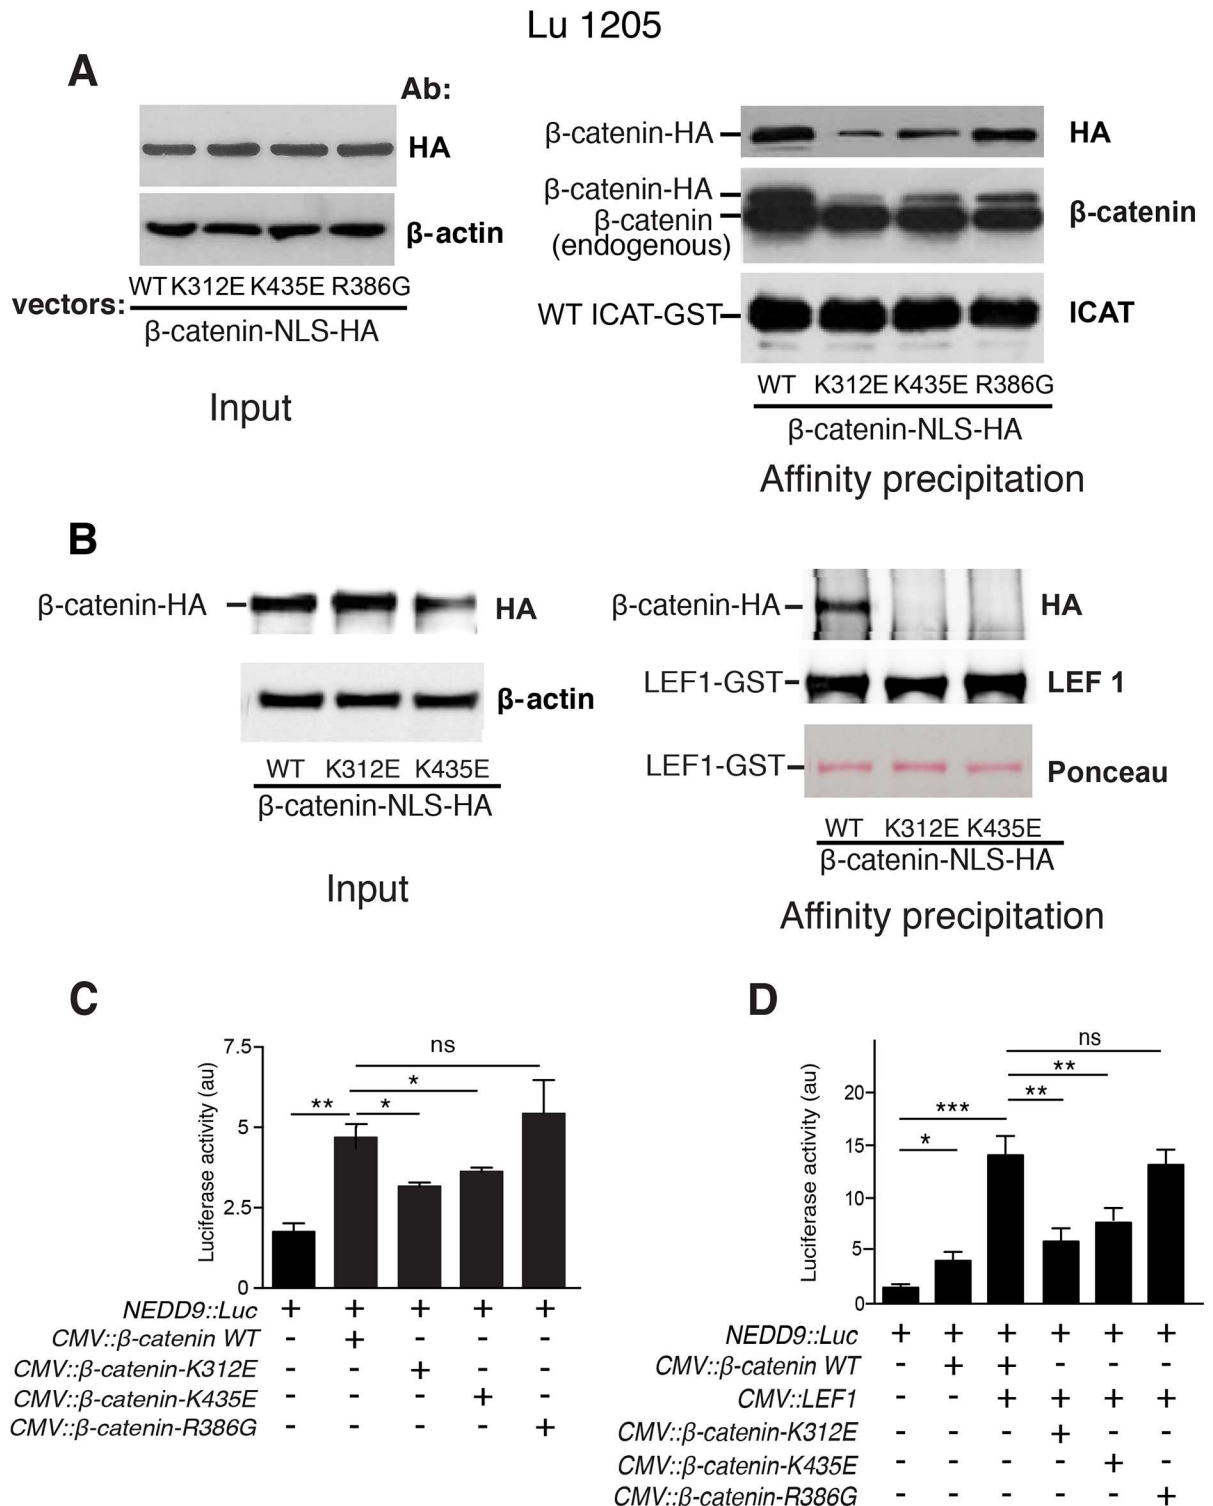 Lu 1205
A
Ab:
HA
β-actin
WT K312E K435E R386G
vectors:
β-catenin-NLS-HA
Input
β-catenin-HA
HA
β-catenin-HA
β-catenin
(endogenous)
β-catenin
WT ICAT-GST
ICAT
WT K312E K435E R386G
β-catenin-NLS-HA
Affinity precipitation
B
β-catenin-HA
HA
β-actin
WT K312E K435E
β-catenin-NLS-HA
Input
β-catenin-HA
HA
LEF1-GST
LEF 1
LEF1-GST
Ponceau
WT K312E K435E
β-catenin-NLS-HA
Affinity precipitation
C
Luciferase activity (au)
7.5
5
2.5
0
ns
*
** *
NEDD9::Luc + + + + +
CMV::β-catenin WT - + - - -
CMV::β-catenin-K312E - - + - -
CMV::β-catenin-K435E - - - + -
CMV::β-catenin-R386G - - - - +
D
Luciferase activity (au)
20
15
10
5
0
ns
**
**
***
*
NEDD9::Luc + + + + + +
CMV::β-catenin WT - + + - - -
CMV::LEF1 - - + + + +
CMV::β-catenin-K312E - - - + - -
CMV::β-catenin-K435E - - - - + -
CMV::β-catenin-R386G - - - - - +